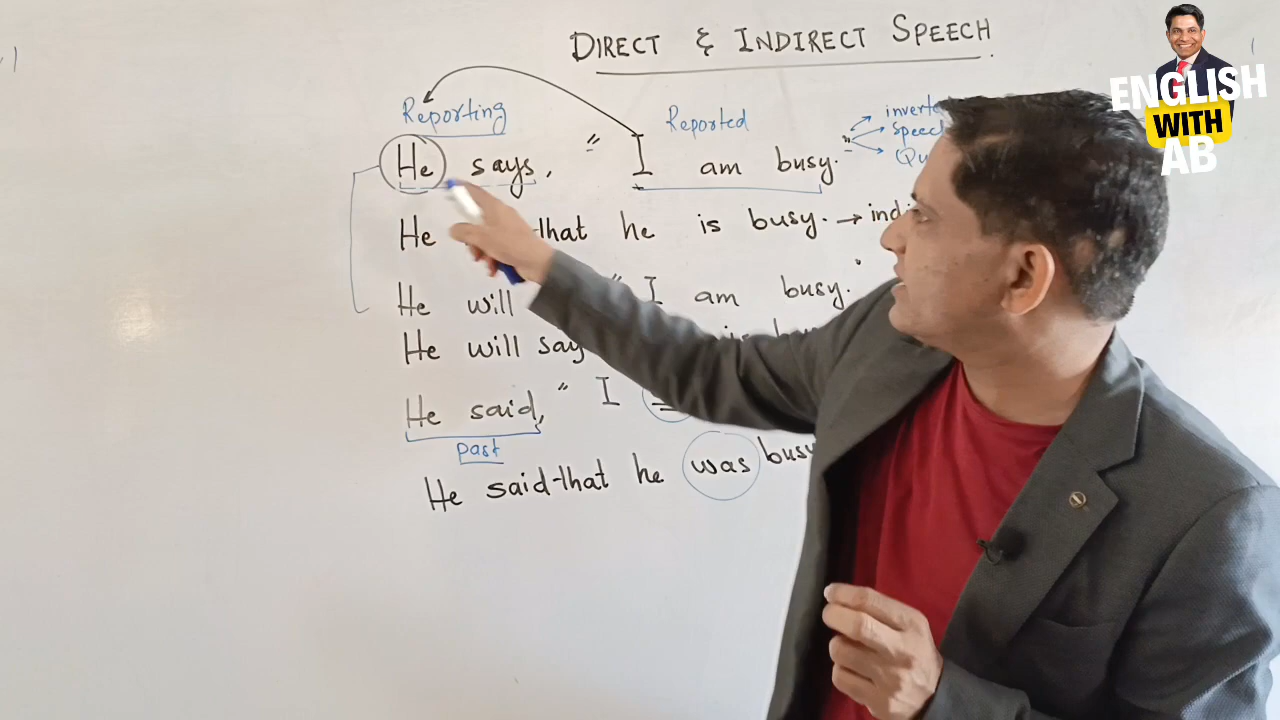 DIRECT & INDIRECT SPEECH
Reporting
Reported
He says, " I am busy. "
He that he is busy. →
He will " I am busy.
He will say
He said, " I
past
He said that he was busy
ENGLISH
WITH
AB